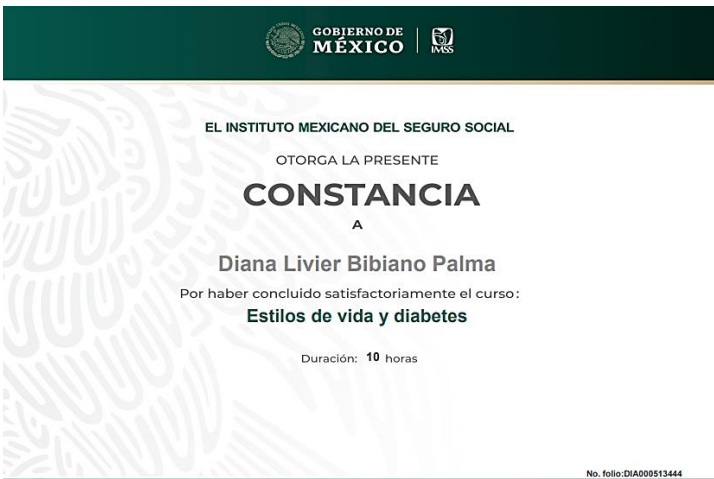 GOBIERNO DE
MÉXICO
IMSS
EL INSTITUTO MEXICANO DEL SEGURO SOCIAL
OTORGA LA PRESENTE
CONSTANCIA
A
Diana Livier Bibiano Palma
Por haber concluido satisfactoriamente el curso:
Estilos de vida y diabetes
Duración: 10 horas
No. folio:DIA000513444